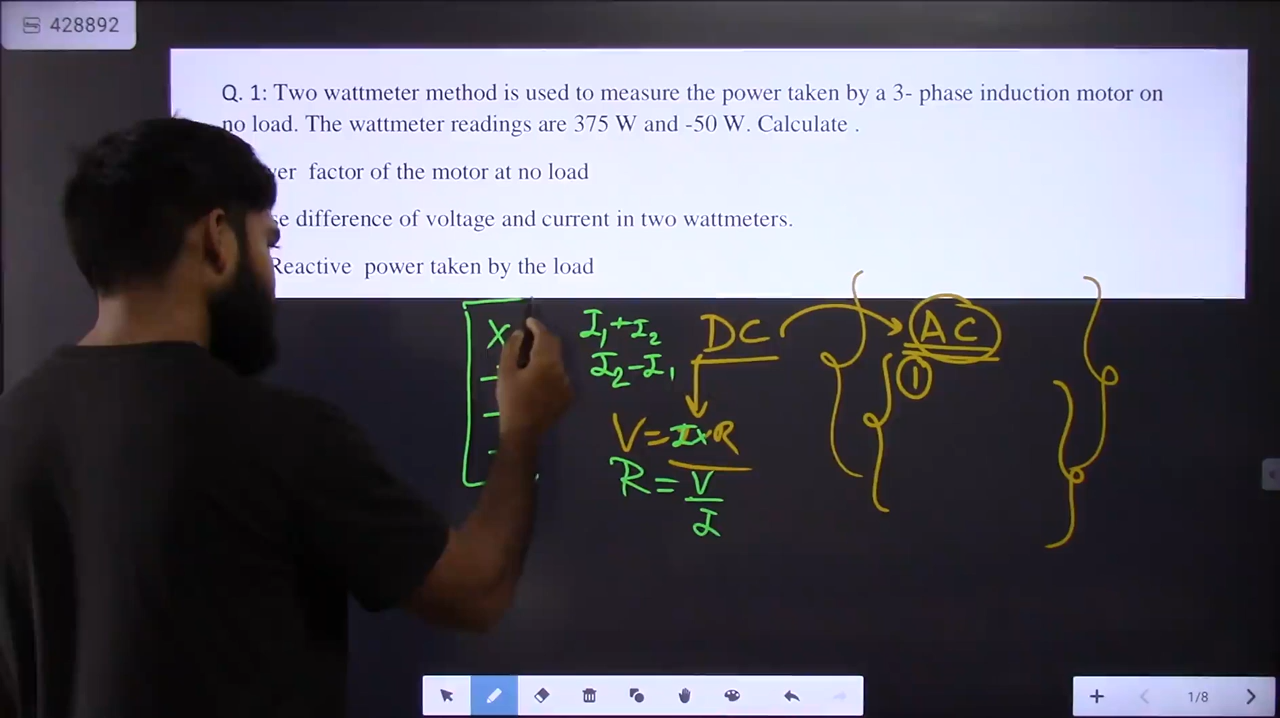 428892
Q. 1: Two wattmeter method is used to measure the power taken by a 3- phase induction motor on
no load. The wattmeter readings are 375 W and -50 W. Calculate .
factor of the motor at no load
difference of voltage and current in two wattmeters.
Reactive power taken by the load
X
I₁+I₂
I₂-I₁
DC
AC
1
V=I×R
R=V/I
1/8